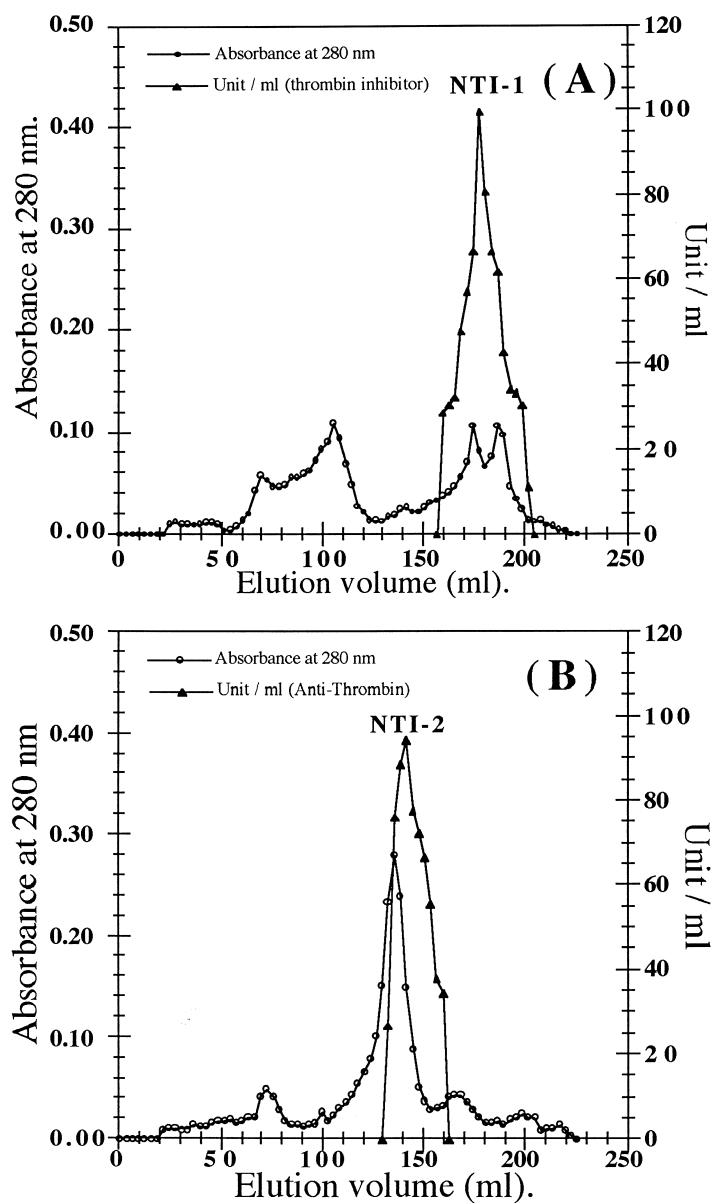 0.50
0.40
0.30
0.20
0.10
0.00
Absorbance at 280 nm.
Absorbance at 280 nm
Unit / ml (thrombin inhibitor)
NTI-1
(A)
120
100
80
60
40
20
0
Unit / ml
0 50 100 150 200 250
Elution volume (ml).
0.50
0.40
0.30
0.20
0.10
0.00
Absorbance at 280 nm
Absorbance at 280 nm
Unit / ml (Anti-Thrombin)
NTI-2
(B)
120
100
80
60
40
20
0
Unit / ml
0 50 100 150 200 250
Elution volume (ml).